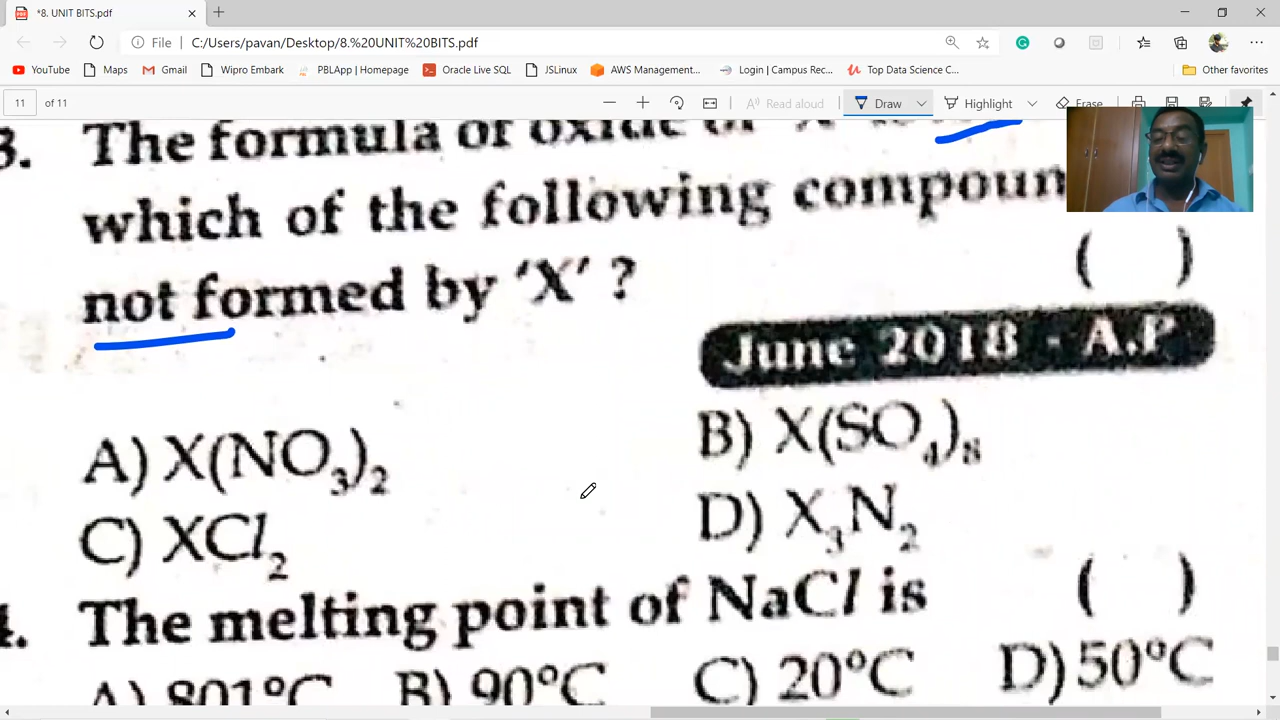 *8. UNIT BITS.pdf
File
C:/Users/pavan/Desktop/8.%20UNIT%20BITS.pdf
YouTube
Maps
Gmail
Wipro Embark
PBLApp | Homepage
Orcle Live SQL
JSLinux
AWS Management...
Login | Campus Rec...
Top Data Science C...
Other favorites
11 of 11
Read aloud
Draw
Highlight
Erase
3. The formula of oxide of 'X'
which of the following compoun
not formed by 'X' ? ( )
June 2018 - A.P
A) X(NO₃)₂ B) X(SO₄)₈
C) XCl₂ D) X₃N₂
4. The melting point of NaCl is ( )
A) 801°C B) 90°C C) 20°C D) 50°C